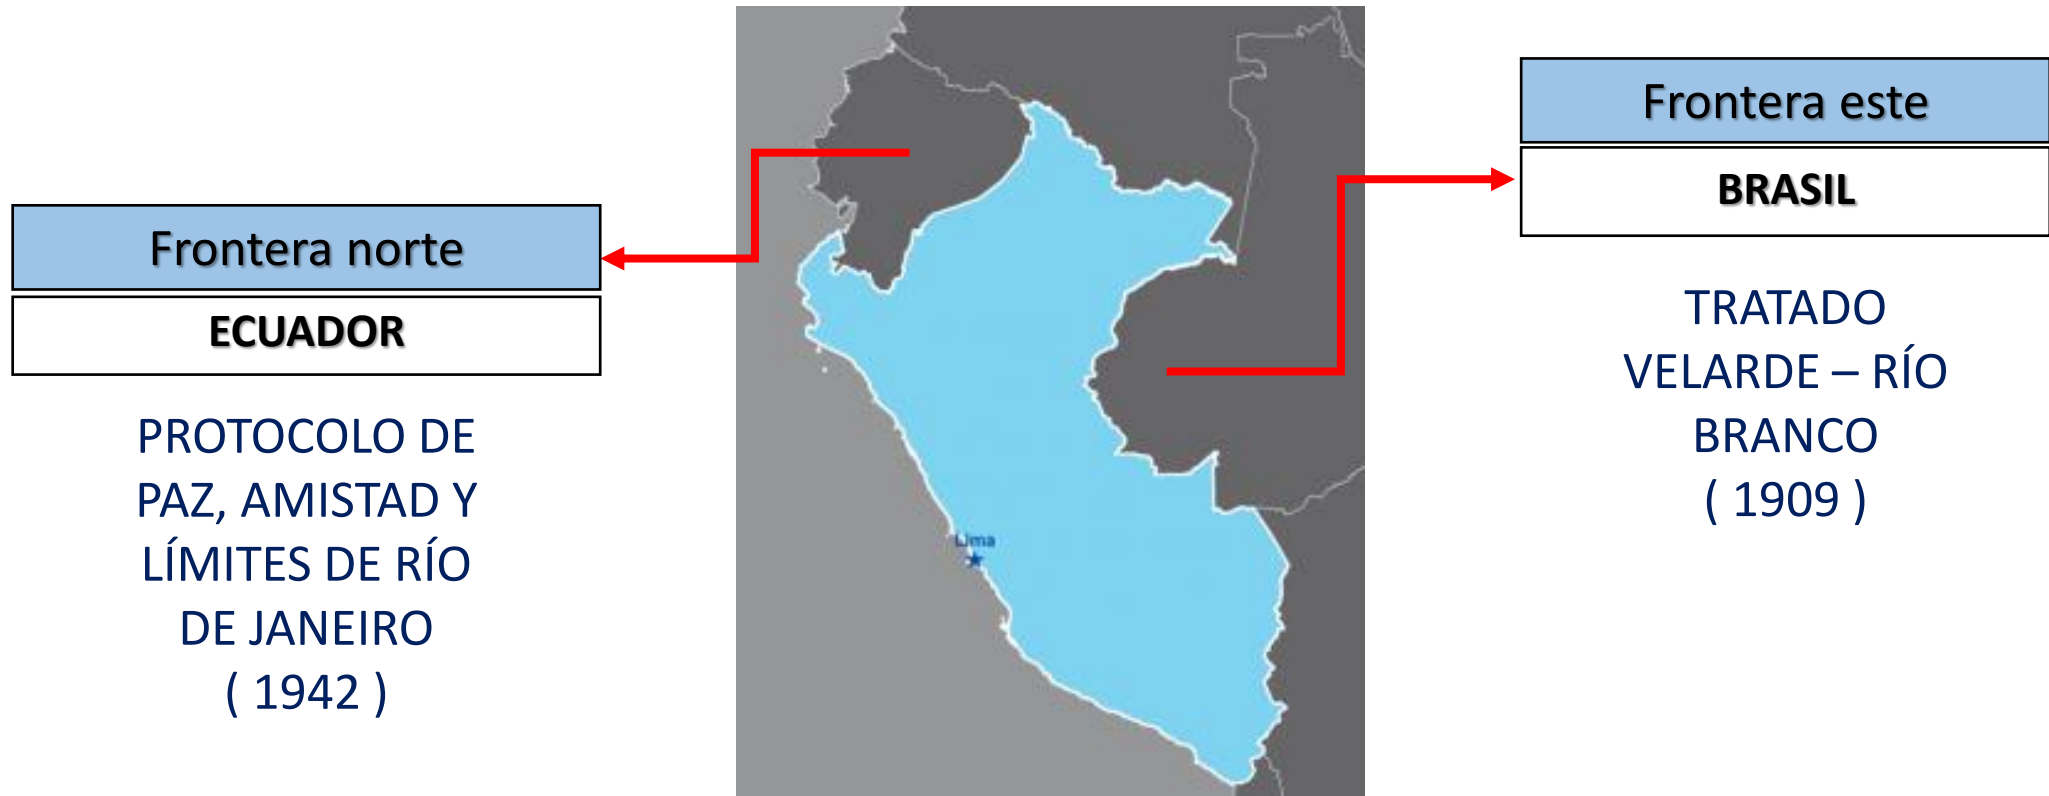 Frontera norte
ECUADOR
PROTOCOLO DE
PAZ, AMISTAD Y
LÍMITES DE RÍO
DE JANEIRO
( 1942 )
Lima
Frontera este
BRASIL
TRATADO
VELARDE – RÍO
BRANCO
( 1909 )